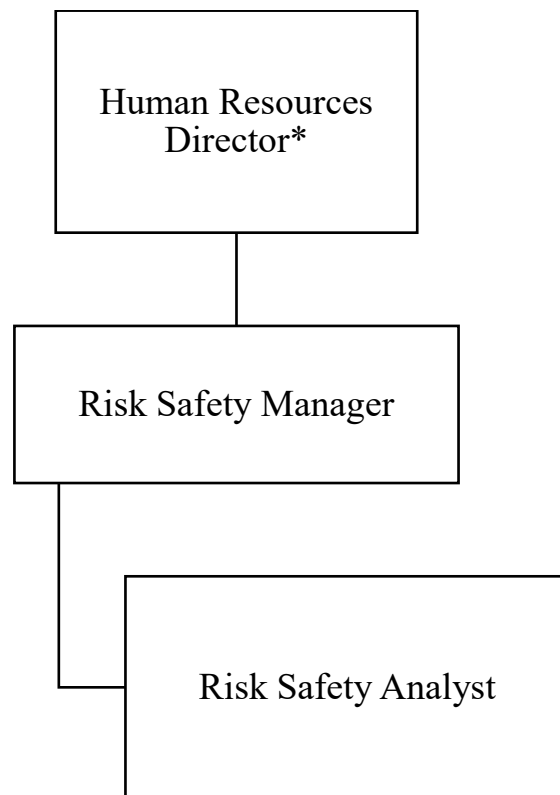 Human Resources
Director*
Risk Safety Manager
Risk Safety Analyst